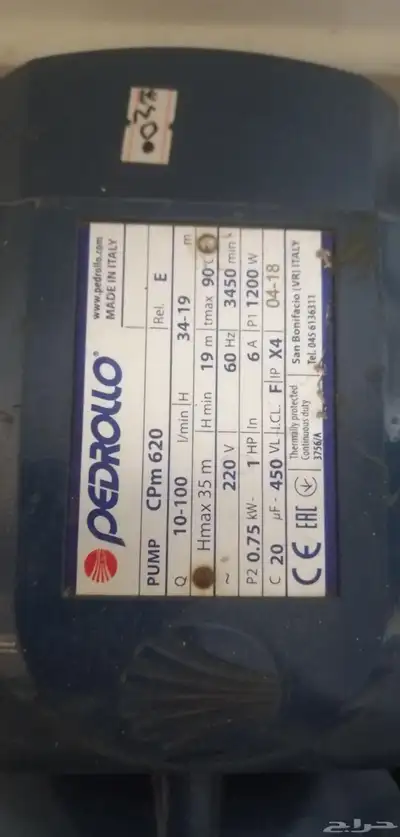 PEDROLLO®
www.pedrollo.com
MADE IN ITALY
PUMP CPm 620 Rel. E
Q 10-100 l/min H 34-19 m
Hmax 35 m H min 19 m tmax 90°C
~ 220 V 60 Hz 3450 min
P2 0.75 kW - 1 HP In 6 A P1 1200 W
C 20 µF - 450 VL I.CL. F IP X4 04-18
CE EAC
Thermally protected
Continuous duty
3756/A
San Bonifacio (VR) ITALY
Tel. 045 6136311
حراج